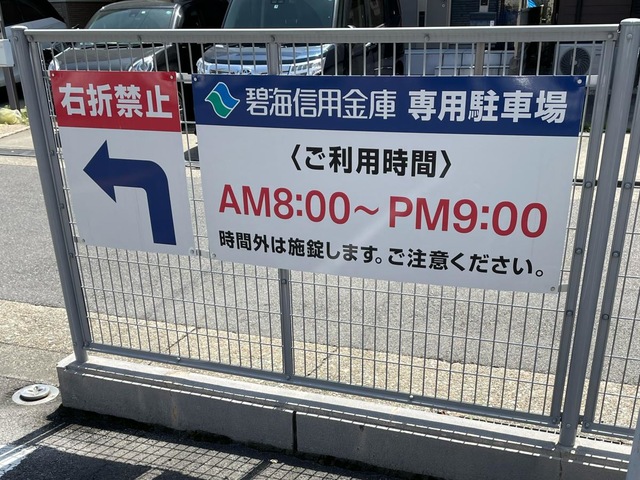 右折禁止
碧海信用金庫 専用駐車場
〈ご利用時間〉
AM8:00～PM9:00
時間外は施錠します。ご注意ください。